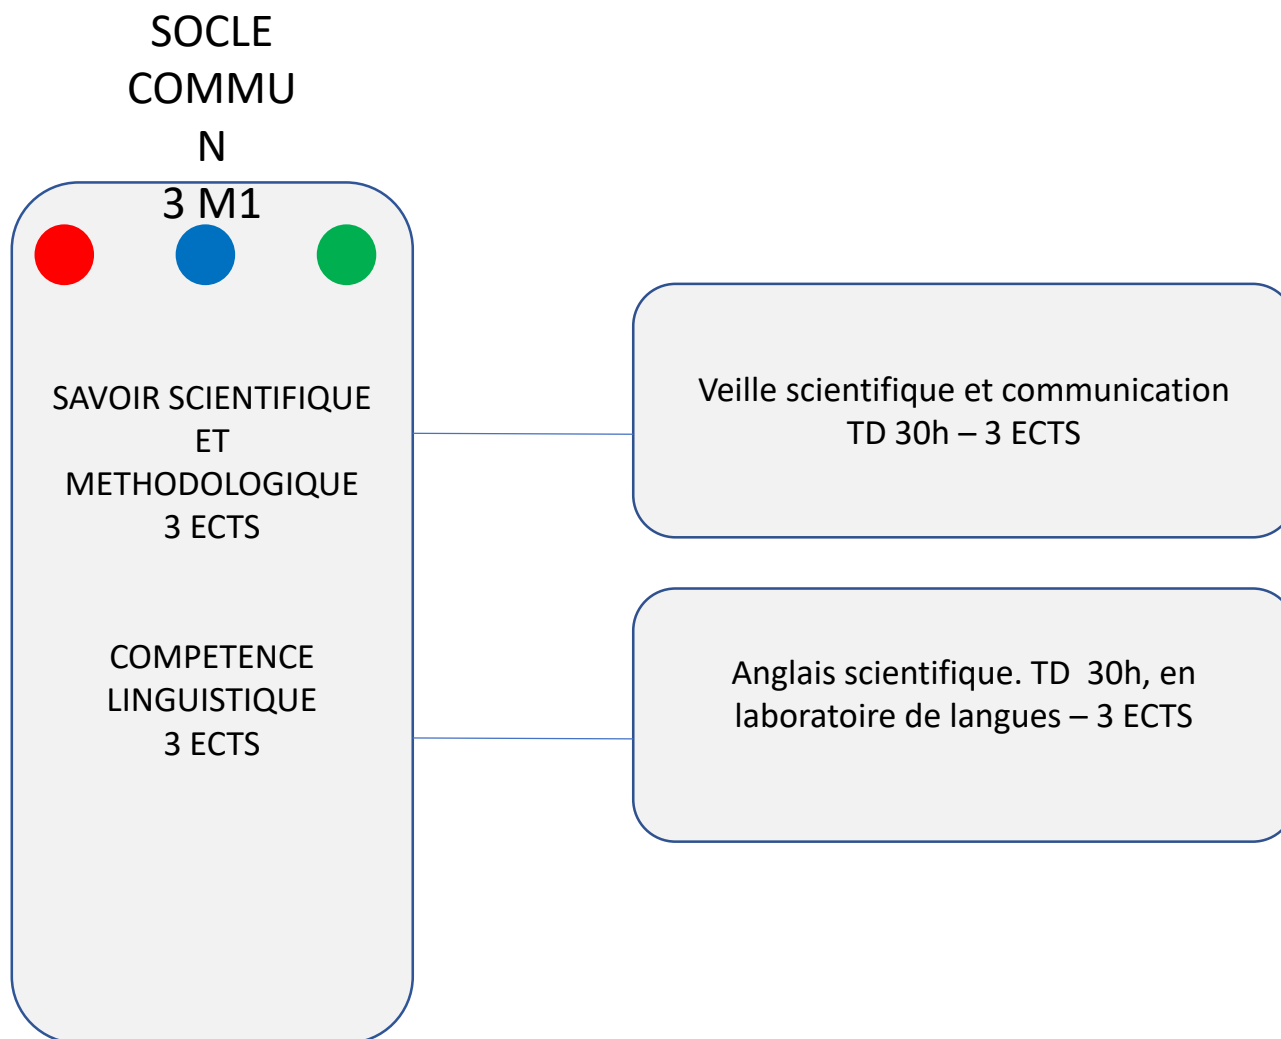 SOCLE
COMMU
N
3 M1
SAVOIR SCIENTIFIQUE
ET
METHODOLOGIQUE
3 ECTS
COMPETENCE
LINGUISTIQUE
3 ECTS
Veille scientifique et communication
TD 30h – 3 ECTS
Anglais scientifique. TD  30h, en
laboratoire de langues – 3 ECTS